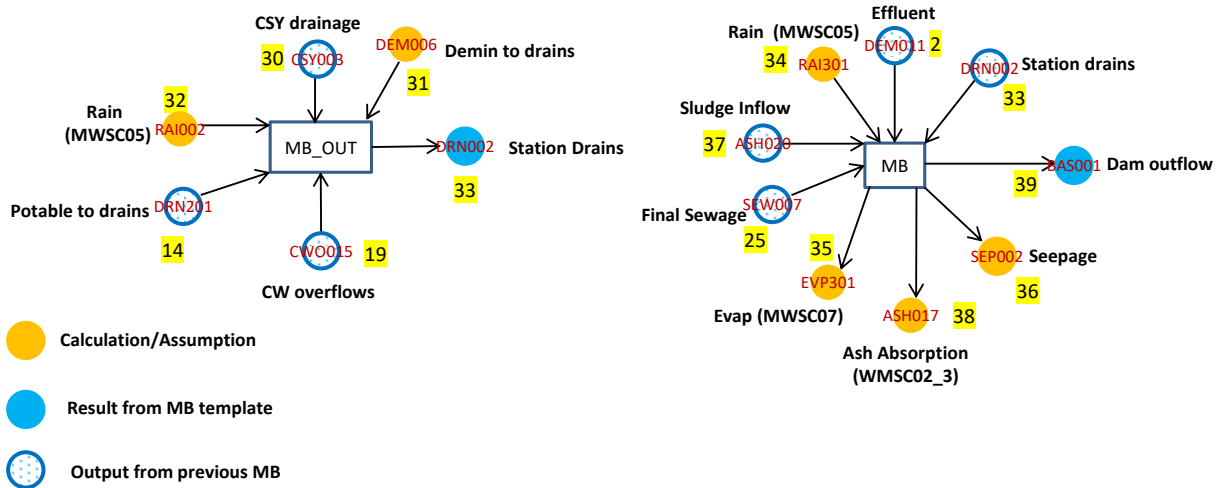 CSY drainage
30
CSY003
DEM006
Demin to drains
31
32
Rain
(MWSC05)
RAI002
MB_OUT
DRN002
Station Drains
33
Potable to drains
DRN201
14
CWO015
19
CW overflows
Calculation/Assumption
Result from MB template
Output from previous MB
Effluent
Rain (MWSC05)
DEM011
2
34
RAI301
DRN002
Station drains
33
Sludge Inflow
37
ASH020
MB
BAS001
Dam outflow
39
Final Sewage
SEW007
25
35
SEP002
Seepage
36
EVP301
Evap (MWSC07)
ASH017
38
Ash Absorption
(WMSC02_3)